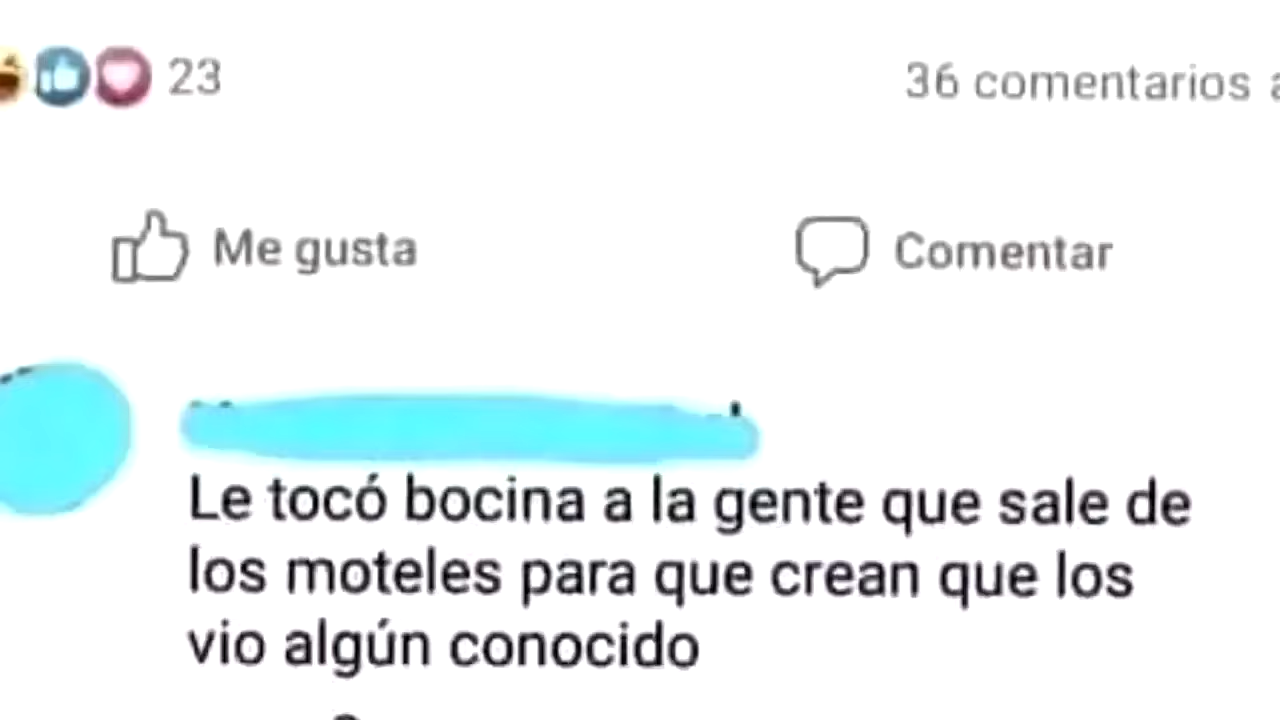 23
36 comentarios
Me gusta
Comentar
Le tocó bocina a la gente que sale de
los moteles para que crean que los
vio algún conocido